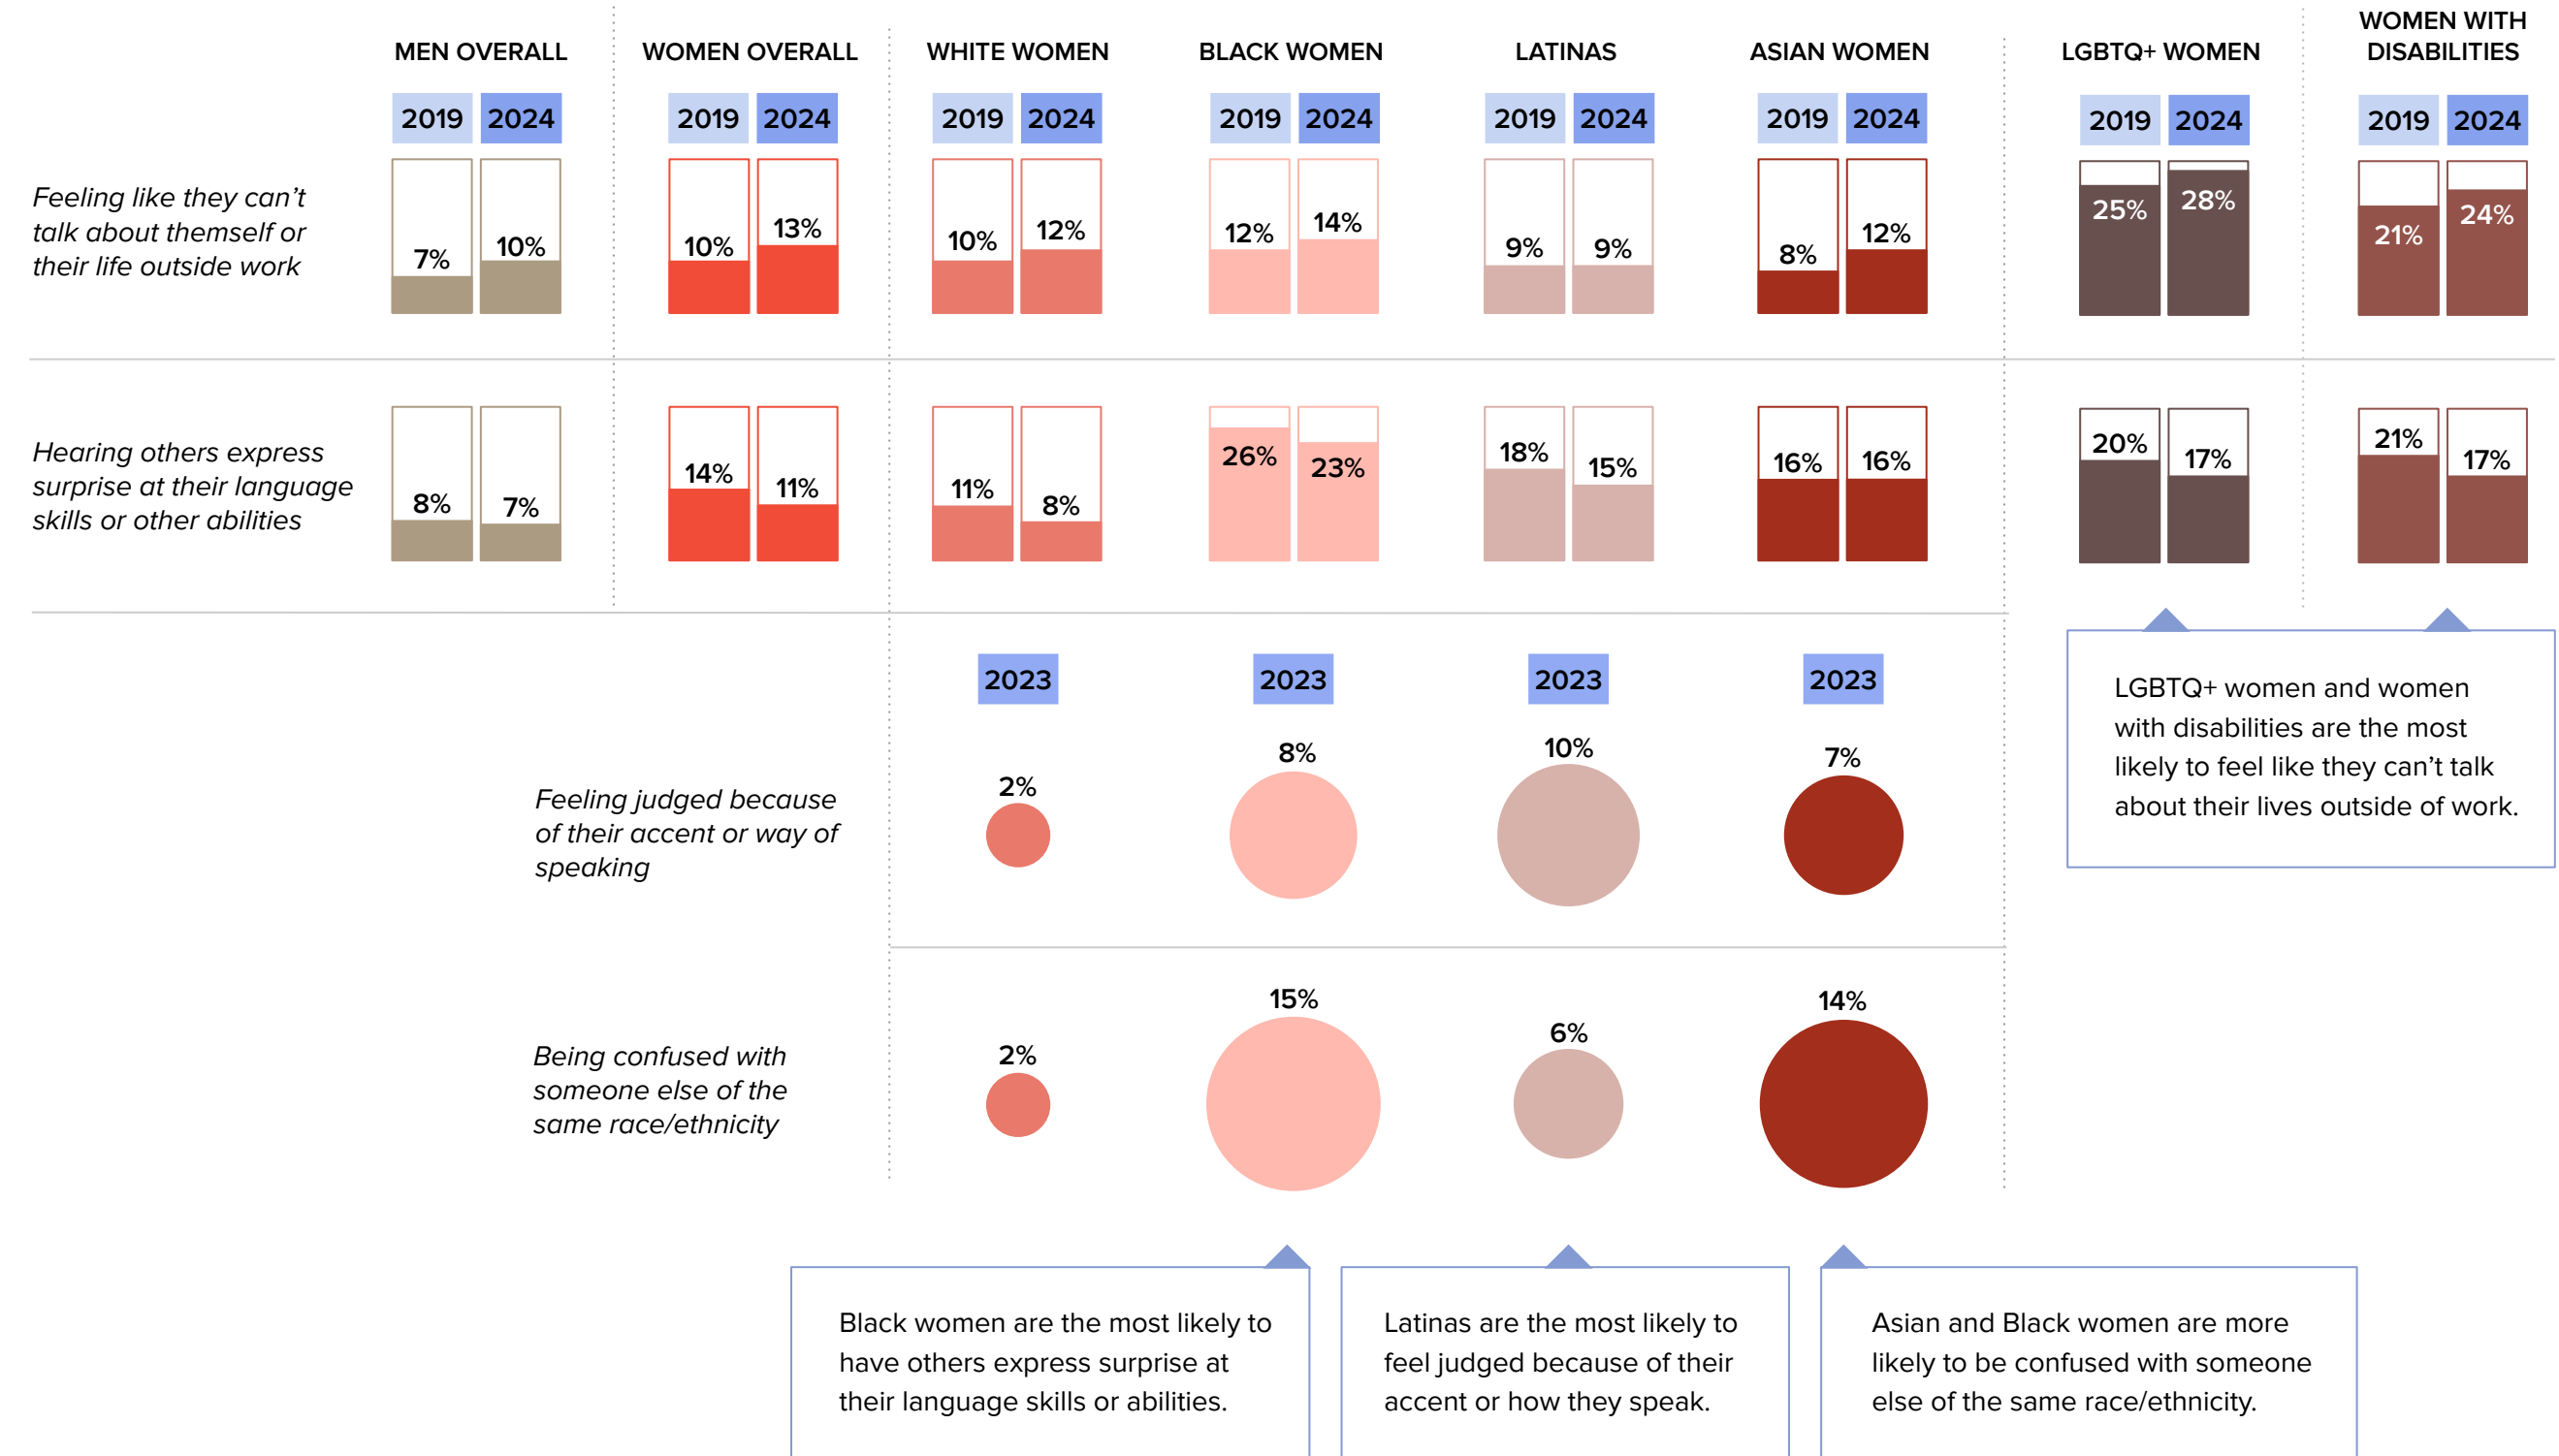 MEN OVERALL
WOMEN OVERALL
WHITE WOMEN
BLACK WOMEN
LATINAS
ASIAN WOMEN
LGBTQ+ WOMEN
WOMEN WITH
DISABILITIES
2019 2024
2019 2024
2019 2024
2019 2024
2019 2024
2019 2024
2019 2024
2019 2024
Feeling like they can’t
talk about themself or
their life outside work
7% 10%
10% 13%
10% 12%
12% 14%
9% 9%
8% 12%
25% 28%
21% 24%
Hearing others express
surprise at their language
skills or other abilities
8% 7%
14% 11%
11% 8%
26% 23%
18% 15%
16% 16%
20% 17%
21% 17%
2023
2023
2023
2023
Feeling judged because
of their accent or way of
speaking
2%
8%
10%
7%
LGBTQ+ women and women
with disabilities are the most
likely to feel like they can’t talk
about their lives outside of work.
Being confused with
someone else of the
same race/ethnicity
2%
15%
6%
14%
Black women are the most likely to
have others express surprise at
their language skills or abilities.
Latinas are the most likely to
feel judged because of their
accent or how they speak.
Asian and Black women are more
likely to be confused with someone
else of the same race/ethnicity.